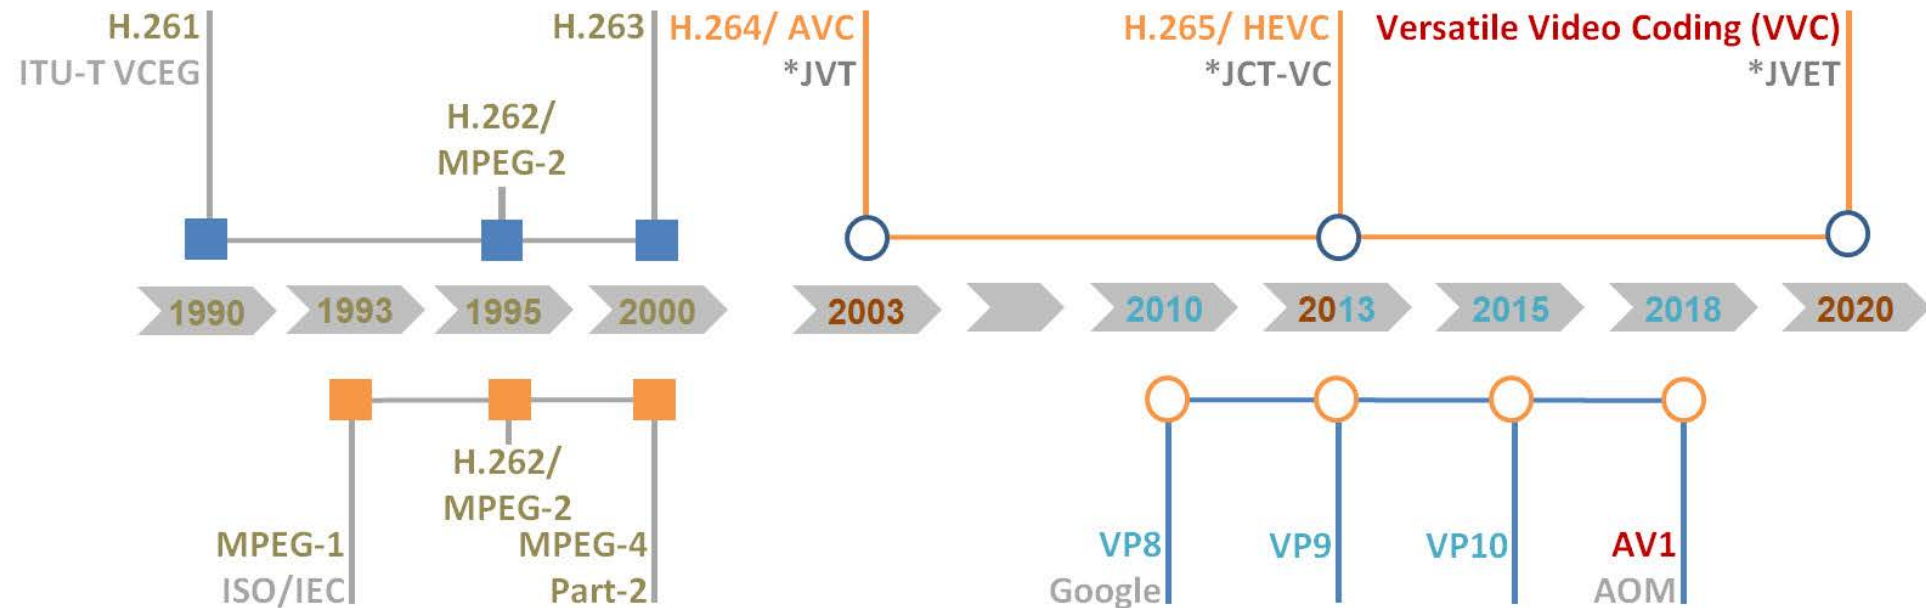 H.261
ITU-T VCEG
H.262/
MPEG-2
H.263
H.264/ AVC
*JVT
H.265/ HEVC
*JCT-VC
Versatile Video Coding (VVC)
*JVET
1990
1993
1995
2000
2003
2010
2013
2015
2018
2020
MPEG-1
ISO/IEC
H.262/
MPEG-2
MPEG-4
Part-2
VP8
Google
VP9
VP10
AV1
AOM